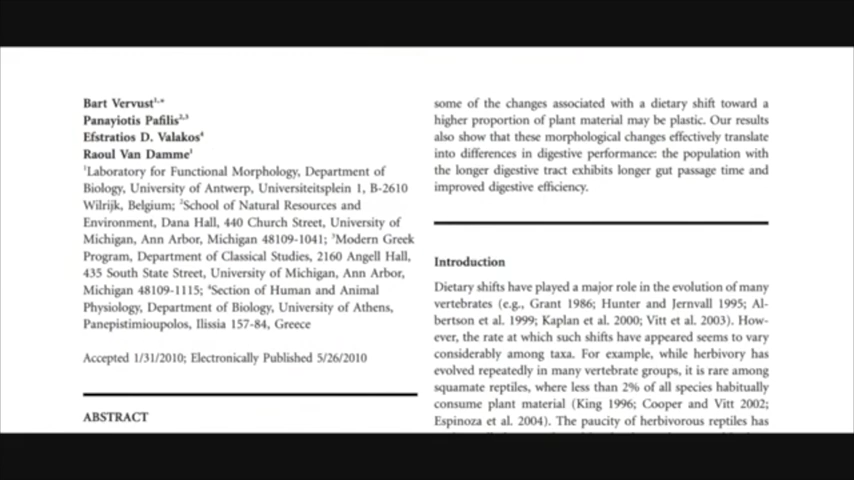 Bart Vervust¹,*
Panayiotis Pafilis²,³
Efstratios D. Valakos⁴
Raoul Van Damme¹
¹Laboratory for Functional Morphology, Department of
Biology, University of Antwerp, Universiteitsplein 1, B-2610
Wilrijk, Belgium; ²School of Natural Resources and
Environment, Dana Hall, 440 Church Street, University of
Michigan, Ann Arbor, Michigan 48109-1041; ³Modern Greek
Program, Department of Classical Studies, 2160 Angell Hall,
435 South State Street, University of Michigan, Ann Arbor,
Michigan 48109-1115; ⁴Section of Human and Animal
Physiology, Department of Biology, University of Athens,
Panepistimioupolos, Ilissia 157-84, Greece
Accepted 1/31/2010; Electronically Published 5/26/2010
ABSTRACT
some of the changes associated with a dietary shift toward a
higher proportion of plant material may be plastic. Our results
also show that these morphological changes effectively translate
into differences in digestive performance: the population with
the longer digestive tract exhibits longer gut passage time and
improved digestive efficiency.
Introduction
Dietary shifts have played a major role in the evolution of many
vertebrates (e.g., Grant 1986; Hunter and Jernvall 1995; Al-
bertson et al. 1999; Kaplan et al. 2000; Vitt et al. 2003). How-
ever, the rate at which such shifts have appeared seems to vary
considerably among taxa. For example, while herbivory has
evolved repeatedly in many vertebrate groups, it is rare among
squamate reptiles, where less than 2% of all species habitually
consume plant material (King 1996; Cooper and Vitt 2002;
Espinoza et al. 2004). The paucity of herbivorous reptiles has